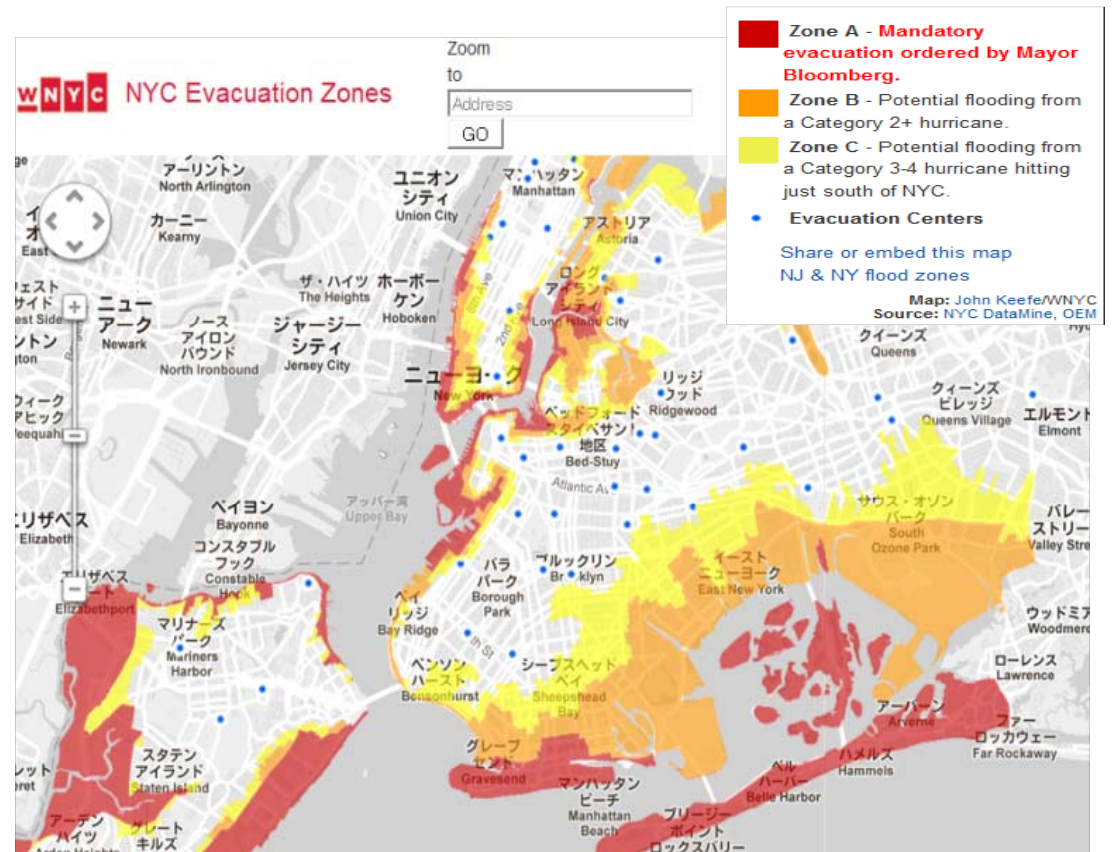 WNYC NYC Evacuation Zones
Zoom
to
Address
GO
Zone A - Mandatory
evacuation ordered by Mayor
Bloomberg.
Zone B - Potential flooding from
a Category 2+ hurricane.
Zone C - Potential flooding from
a Category 3-4 hurricane hitting
just south of NYC.
Evacuation Centers
Share or embed this map
NJ & NY flood zones
Map: John Keefe/WNYC
Source: NYC DataMine, OEM
アーリントン
North Arlington
ユニオン
シティ
Union City
マンハッタン
Manhattan
カーニー
Kearny
East
アストリア
Astoria
ザ・ハイツ
The Heights
ホーボー
ケン
Hoboken
8th Ave
2nd Ave
ロング
アイランド
シティ
Long Island City
サイド
West Side
ニュー
アーク
Newark
ノース
アイロン
バウンド
North Ironbound
ジャージー
シティ
Jersey City
クイーンズ
Queens
ニューヨーク
New York
リッジ
ウッド
Ridgewood
クィーンズ
ビレッジ
Queens Village
エルモント
Elmont
ベッドフォード
スタイベサント
地区
Bed-Stuy
Atlantic Av
アッパー湾
Upper Bay
ベイヨン
Bayonne
エリザベス
Elizabeth
サウス・オゾン
パーク
South
Ozone Park
バレー
ストリー
Valley Stre
コンスタブル
フック
Constable
Hook
エリザベス
ポート
Elizabethport
バラ
パーク
Borough
Park
ブルックリン
Brooklyn
イースト
ニューヨーク
East New York
マリナーズ
パーク
Mariners
Harbor
ベイ
リッジ
Bay Ridge
th St
ウッドミア
Woodmere
ベンソン
ハースト
Bensonhurst
シープスヘッド
ベイ
Sheepshead
Bay
ローレンス
Lawrence
アーバーン
Arverne
ファー
ロッカウェー
Far Rockaway
スタテン
アイランド
Staten Island
グレーブ
センド
Gravesend
マンハッタン
ビーチ
Manhattan
Beach
ベル
ハーバー
Belle Harbor
ハメルズ
Hammels
アーデン
ハイツ
Arden Heights
グレート
キルズ
ブリージー
ポイント
ロックスバリー